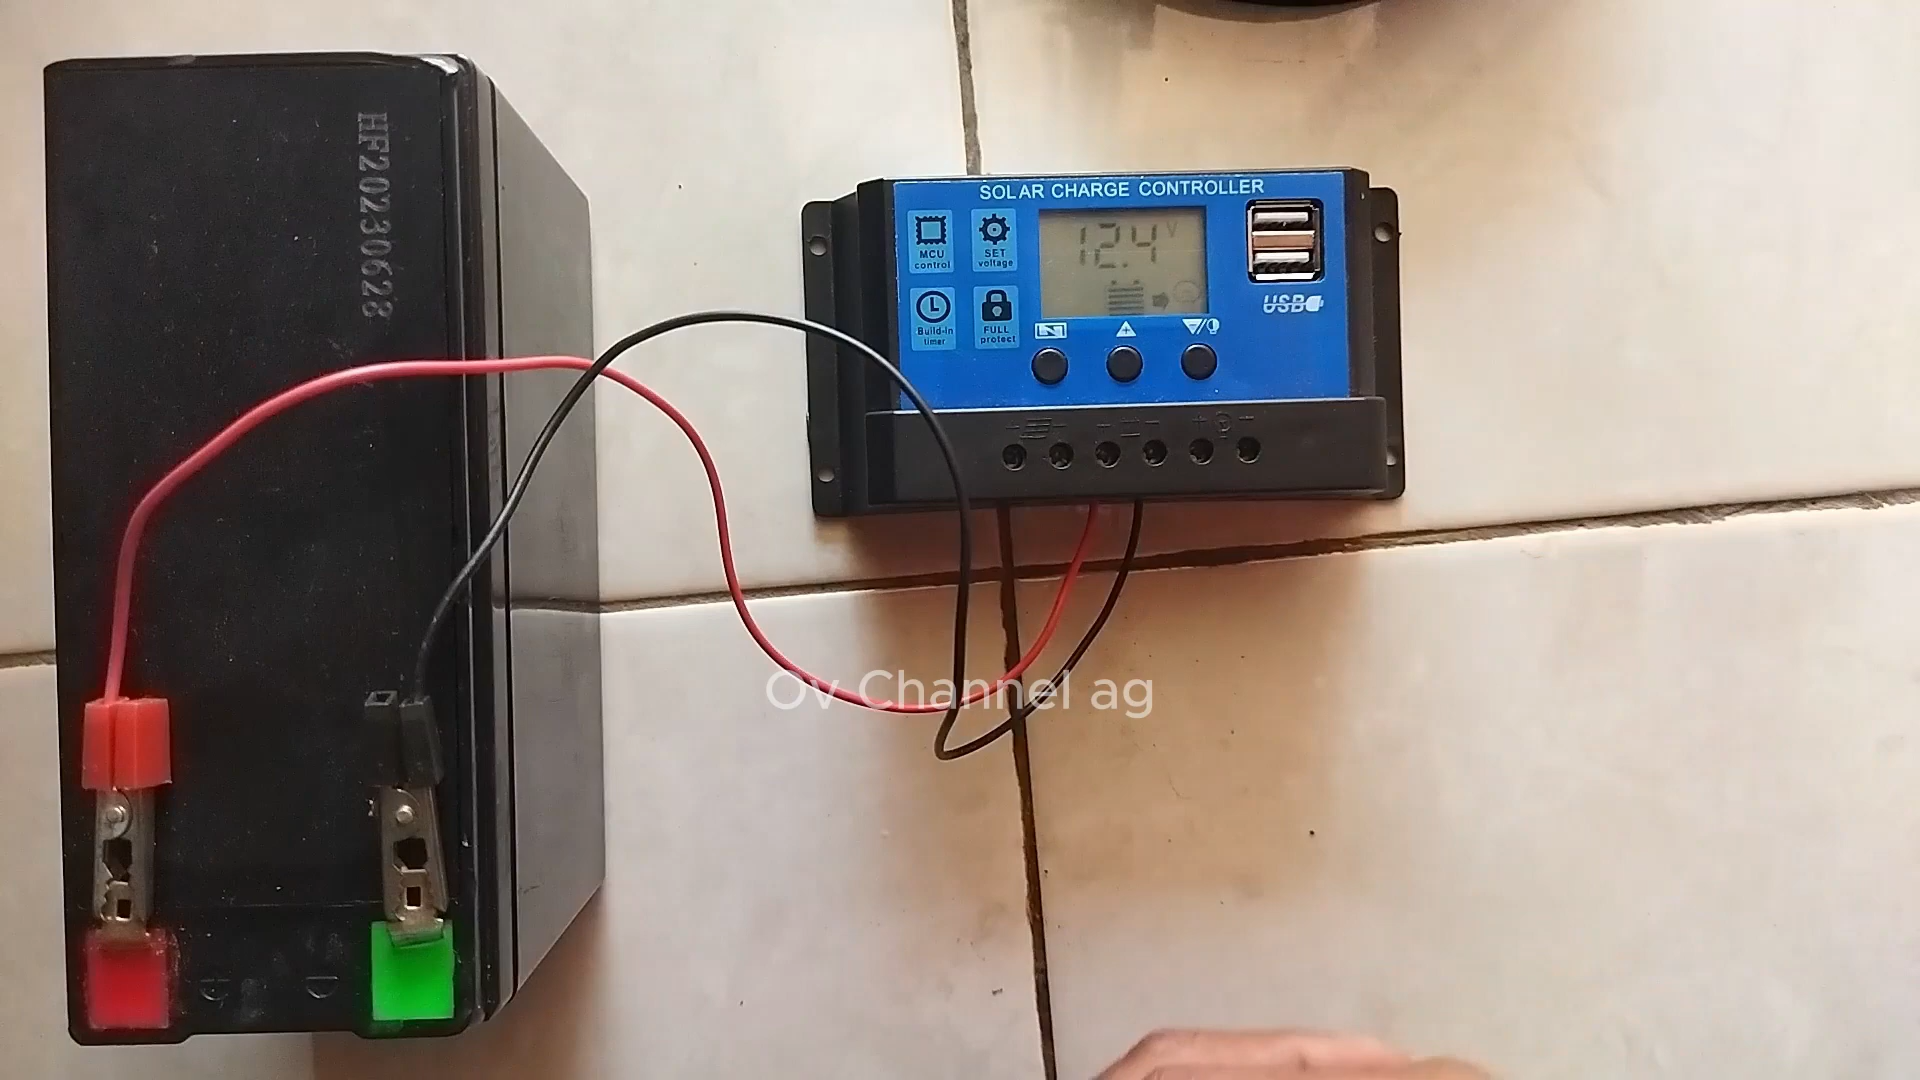 HF20230628
SOLAR CHARGE CONTROLLER
MCU
control
SET
voltage
12.4 V
Build-in
timer
FULL
protect
USB
Ov Channel ag